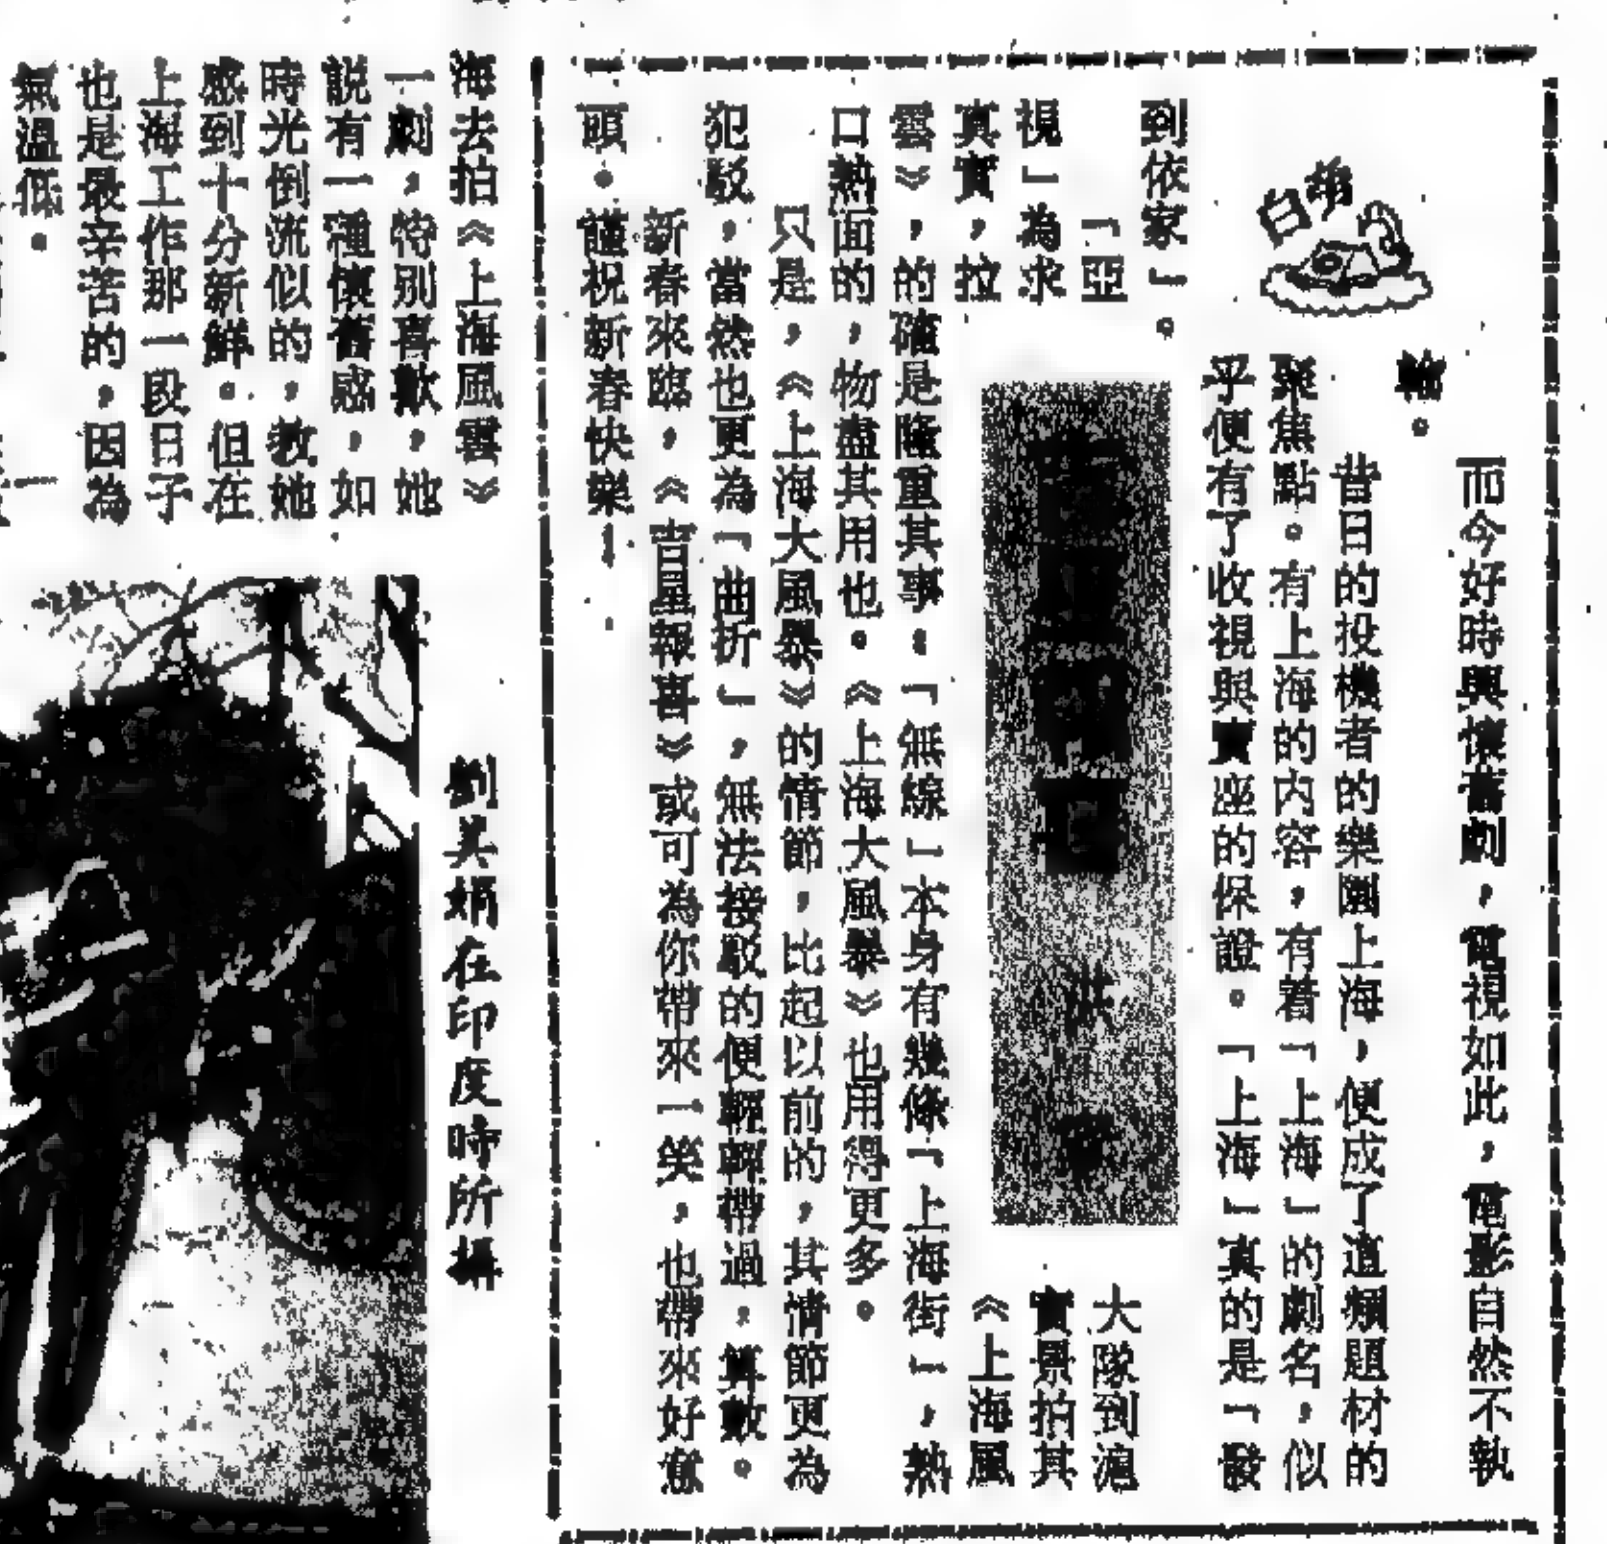 而今好時興懷舊劇，電視如此，電影自然不執
輸。
昔日的投機者的樂園上海，便成了這類題材的
聚焦點。有上海的內容，有着「上海」的劇名，似
乎便有了收視與賣座的保證。「上海」真的是「發
到依家」。
「亞
大隊到滬
視」為求
實景拍其
真實，拉
《上海風
雲》，的確是隆重其事。「無線」本身有幾條「上海街」，熟
口熟面的，物盡其用也。《上海大風暴》也用得更多。
只是，《上海大風暴》的情節，比起以前的，其情節更為
犯駁，當然也更為「曲折」，無法接駁的便輕輕帶過，算數。
新春來臨，《吉星報喜》或可為你帶來一笑，也帶來好意
頭。謹祝新春快樂！
海去拍《上海風雲》
一劇，特別喜歡，她
說有一種懷舊感，如
時光倒流似的，教她
感到十分新鮮。但在
上海工作那一段日子
也是最辛苦的，因為
氣溫低。
劉美娟在印度時所攝